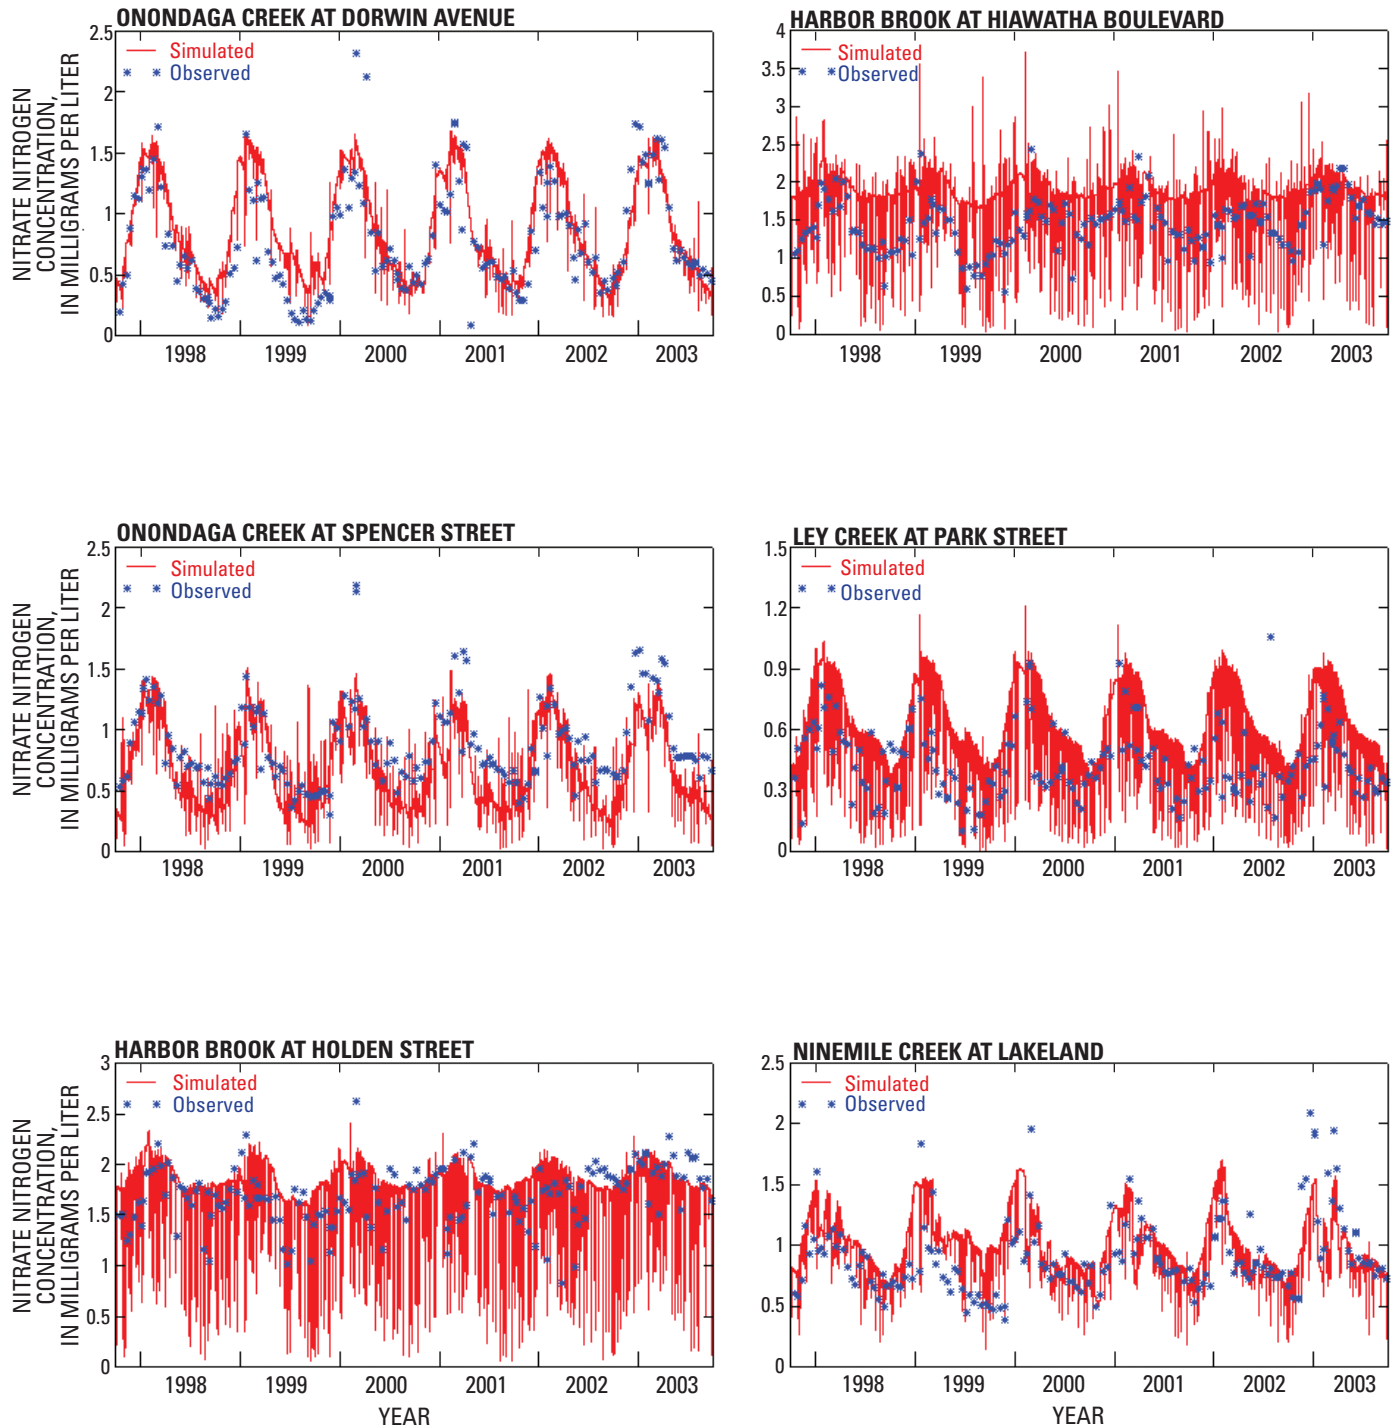 ONONDAGA CREEK AT DORWIN AVENUE
NITRATE NITROGEN
CONCENTRATION,
IN MILLIGRAMS PER LITER
2.5
2
1.5
1
0.5
0
Simulated
Observed
1998 1999 2000 2001 2002 2003
HARBOR BROOK AT HIAWATHA BOULEVARD
4
3.5
3
2.5
2
1.5
1
0.5
0
Simulated
Observed
1998 1999 2000 2001 2002 2003
ONONDAGA CREEK AT SPENCER STREET
NITRATE NITROGEN
CONCENTRATION,
IN MILLIGRAMS PER LITER
2.5
2
1.5
1
0.5
0
Simulated
Observed
1998 1999 2000 2001 2002 2003
LEY CREEK AT PARK STREET
1.5
1.2
0.9
0.6
0.3
0
Simulated
Observed
1998 1999 2000 2001 2002 2003
HARBOR BROOK AT HOLDEN STREET
NITRATE NITROGEN
CONCENTRATION,
IN MILLIGRAMS PER LITER
3
2.5
2
1.5
1
0.5
0
Simulated
Observed
1998 1999 2000 2001 2002 2003
YEAR
NINEMILE CREEK AT LAKELAND
2.5
2
1.5
1
0.5
0
Simulated
Observed
1998 1999 2000 2001 2002 2003
YEAR